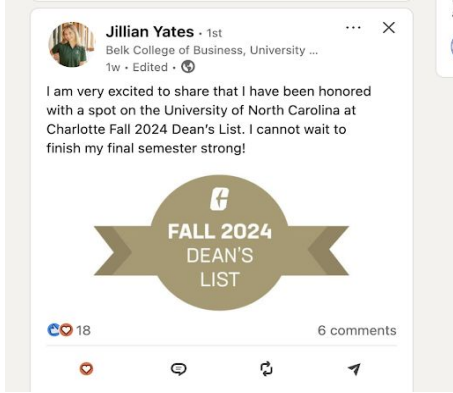 Jillian Yates · 1st
Belk College of Business, University ...
1w · Edited ·
I am very excited to share that I have been honored
with a spot on the University of North Carolina at
Charlotte Fall 2024 Dean's List. I cannot wait to
finish my final semester strong!
FALL 2024
DEAN'S
LIST
18
6 comments